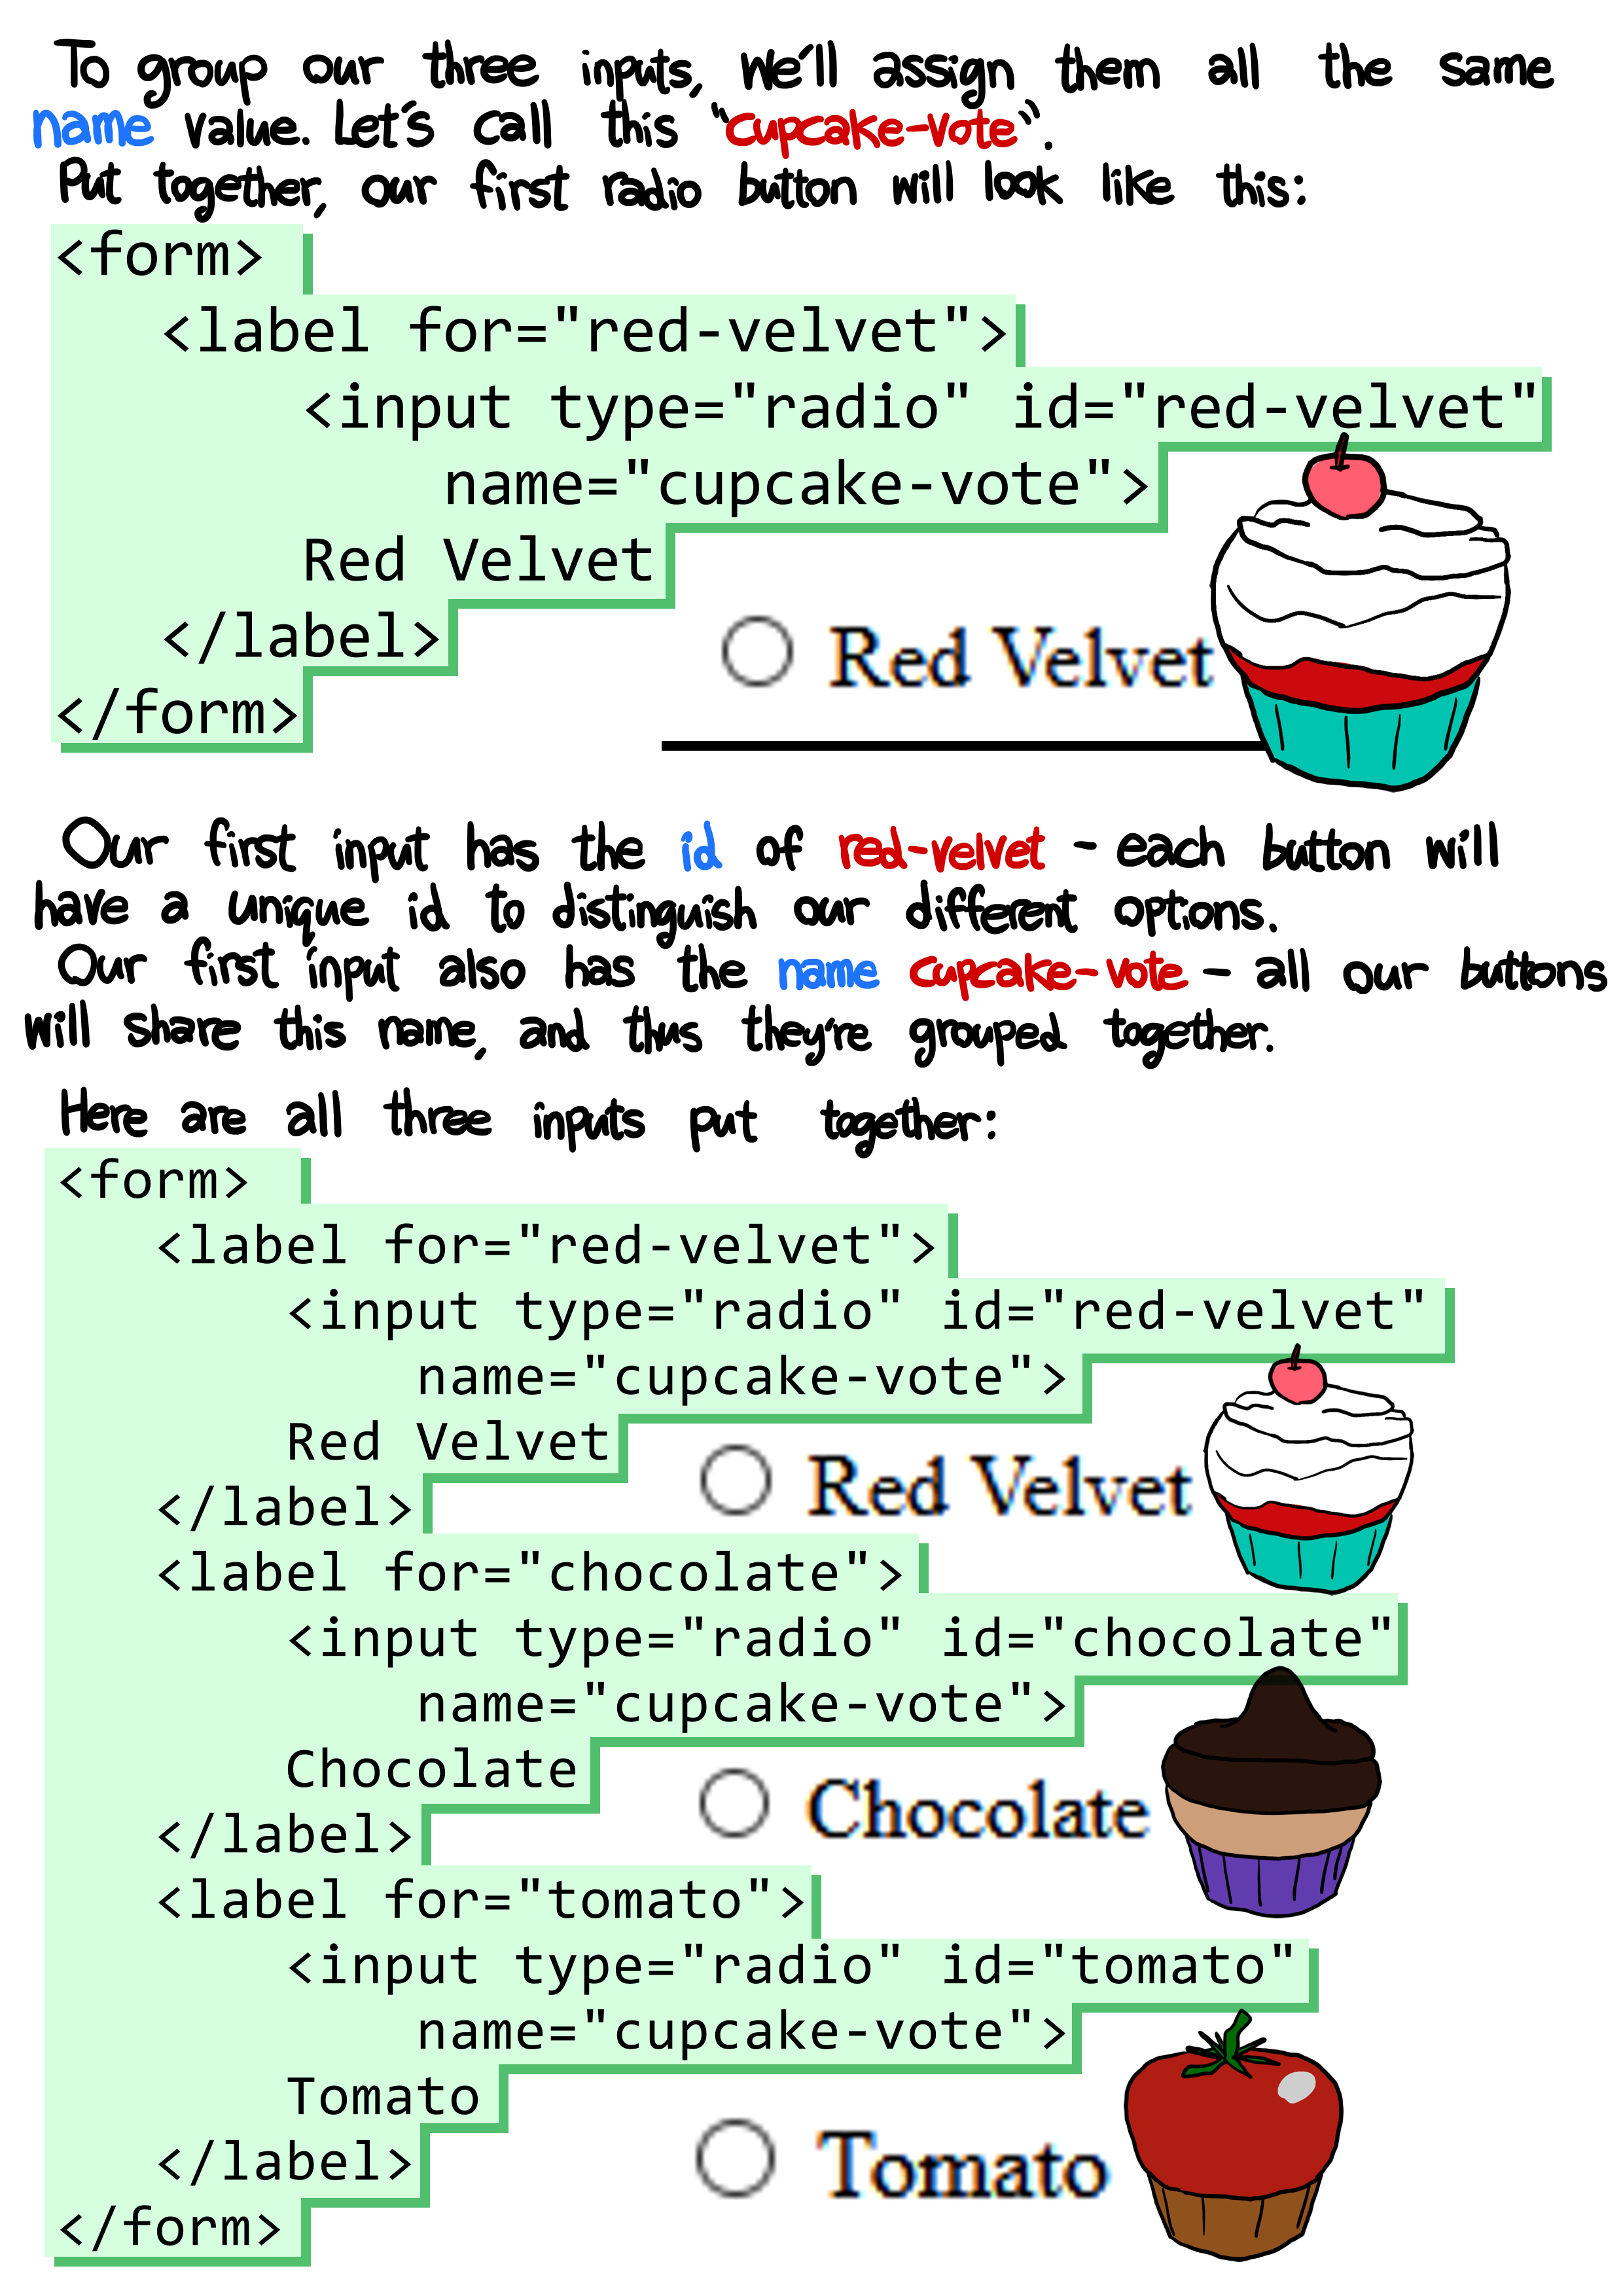 To group our three inputs, we'll assign them all the same
name value. Let's call this "cupcake-vote".
Put together, our first radio button will look like this:
<form>
<label for="red-velvet">
<input type="radio" id="red-velvet"
name="cupcake-vote">
Red Velvet
</label>
</form>
Red Velvet
Our first input has the id of red-velvet - each button will
have a unique id to distinguish our different options.
Our first input also has the name cupcake-vote - all our buttons
will share this name, and thus they're grouped together.
Here are all three inputs put together:
<form>
<label for="red-velvet">
<input type="radio" id="red-velvet"
name="cupcake-vote">
Red Velvet
</label>
<label for="chocolate">
<input type="radio" id="chocolate"
name="cupcake-vote">
Chocolate
</label>
<label for="tomato">
<input type="radio" id="tomato"
name="cupcake-vote">
Tomato
</label>
</form>
Red Velvet
Chocolate
Tomato